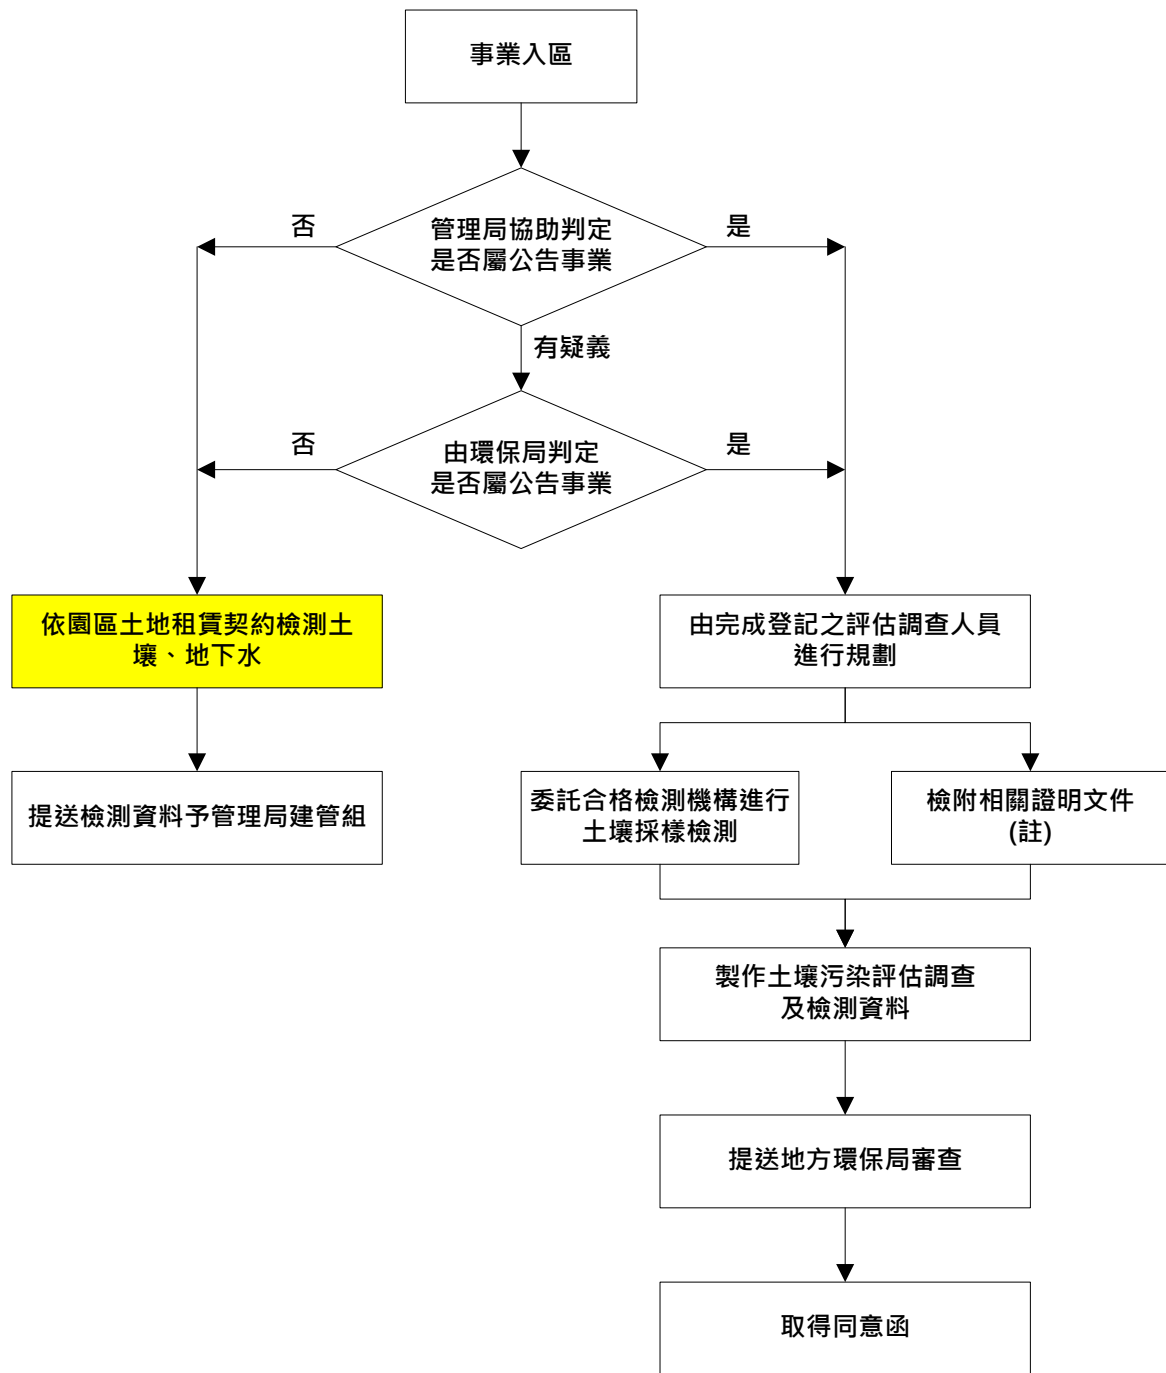 事業入區
管理局協助判定
是否屬公告事業
否
是
有疑義
由環保局判定
是否屬公告事業
否
是
依園區土地租賃契約檢測土
壤、地下水
由完成登記之評估調查人員
進行規劃
提送檢測資料予管理局建管組
委託合格檢測機構進行
土壤採樣檢測
檢附相關證明文件
(註)
製作土壤污染評估調查
及檢測資料
提送地方環保局審查
取得同意函